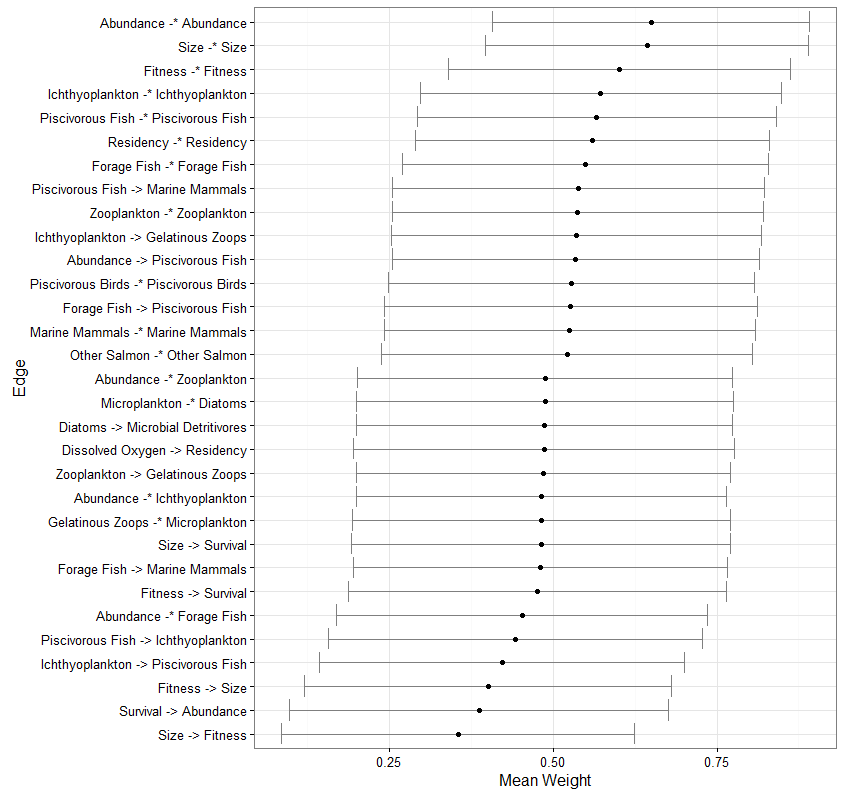 Abundance -* Abundance
Size -* Size
Fitness -* Fitness
Ichthyoplankton -* Ichthyoplankton
Piscivorous Fish -* Piscivorous Fish
Residency -* Residency
Forage Fish -* Forage Fish
Piscivorous Fish -> Marine Mammals
Zooplankton -* Zooplankton
Ichthyoplankton -> Gelatinous Zoops
Abundance -> Piscivorous Fish
Piscivorous Birds -* Piscivorous Birds
Forage Fish -> Piscivorous Fish
Marine Mammals -* Marine Mammals
Other Salmon -* Other Salmon
Abundance -* Zooplankton
Microplankton -* Diatoms
Diatoms -> Microbial Detritivores
Dissolved Oxygen -> Residency
Zooplankton -> Gelatinous Zoops
Abundance -* Ichthyoplankton
Gelatinous Zoops -* Microplankton
Size -> Survival
Forage Fish -> Marine Mammals
Fitness -> Survival
Abundance -* Forage Fish
Piscivorous Fish -> Ichthyoplankton
Ichthyoplankton -> Piscivorous Fish
Fitness -> Size
Survival -> Abundance
Size -> Fitness
Edge
0.25 0.50 0.75
Mean Weight